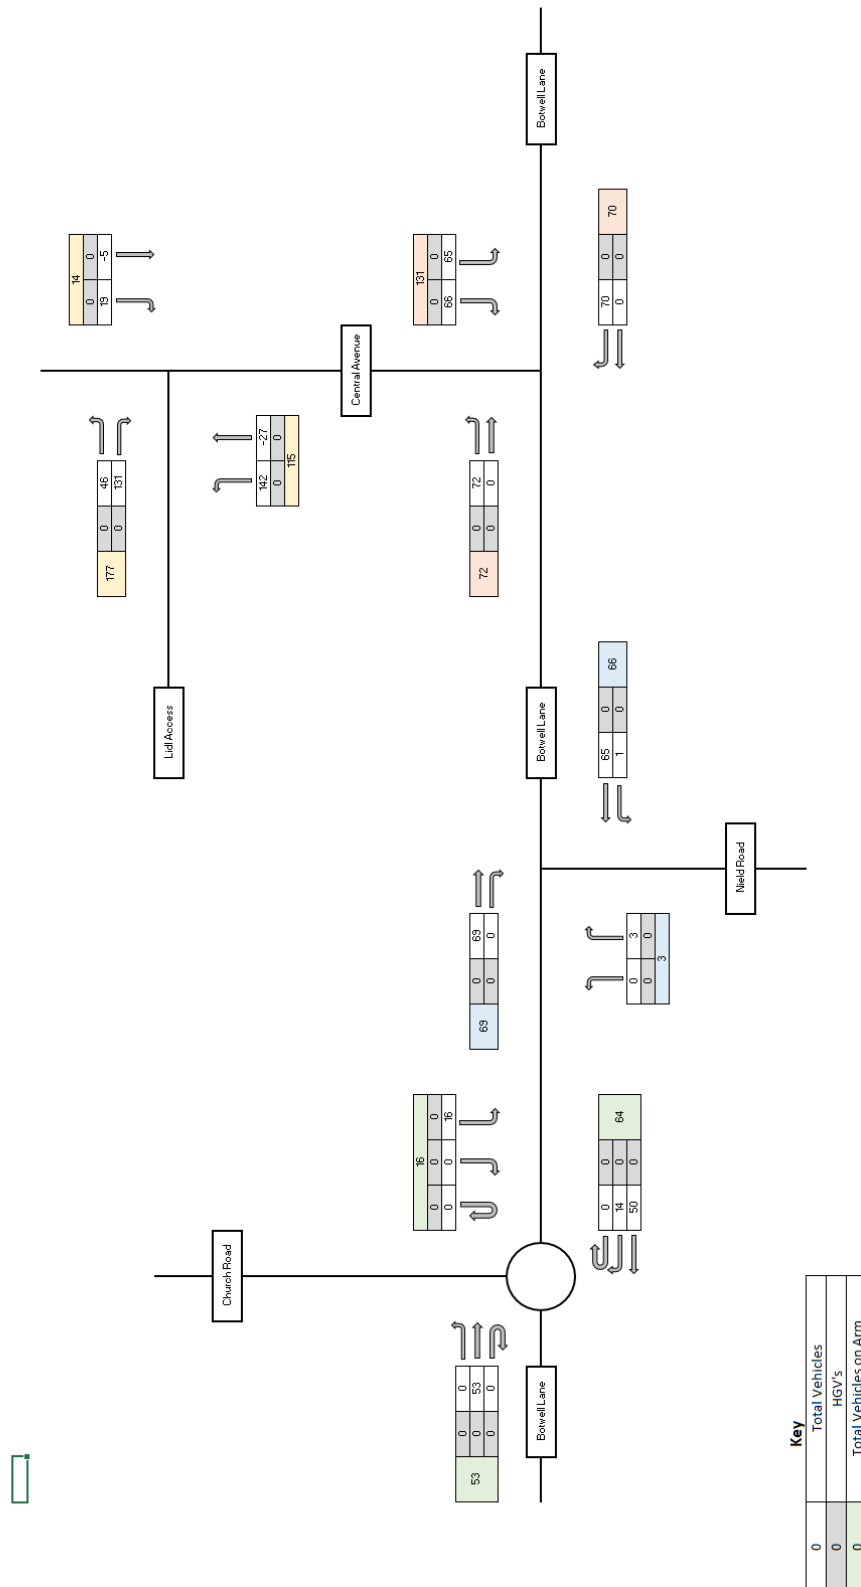 14
0 0
19 -5
0 46
177
0 131
Lidl Access
142 -27
0 0
115
Church Road
Central Avenue
16
0 0 0
0 0 16
131
0 0
66 65
0 0
53 0 53
0 0
0 69
69
0 0
0 72
72
0 0
Botwell Lane
Botwell Lane
Botwell Lane
0 0
14 0 64
50 0
0 3
0 0
3
65 0
66
1 0
70 0
70
0 0
Nield Road
Key
0 Total Vehicles
0 HGV's
0 Total Vehicles on Arm